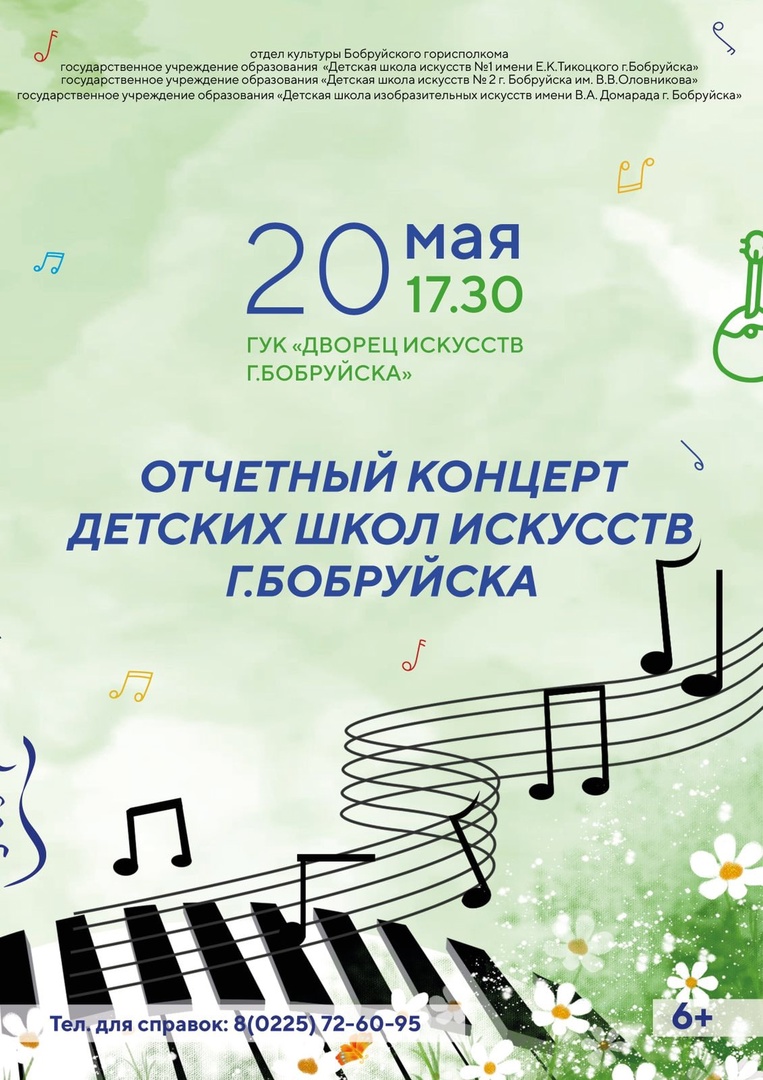 отдел культуры Бобруйского горисполкома
государственное учреждение образования «Детская школа искусств №1 имени Е.К.Тикоцкого г.Бобруйска»
государственное учреждение образования «Детская школа искусств № 2 г. Бобруйска им. В.В.Оловникова»
государственное учреждение образования «Детская школа изобразительных искусств имени В.А. Домарада г. Бобруйска»
20 мая
17.30
ГУК «ДВОРЕЦ ИСКУССТВ
Г.БОБРУЙСКА»
ОТЧЕТНЫЙ КОНЦЕРТ
ДЕТСКИХ ШКОЛ ИСКУССТВ
Г.БОБРУЙСКА
Тел. для справок: 8(0225) 72-60-95
6+